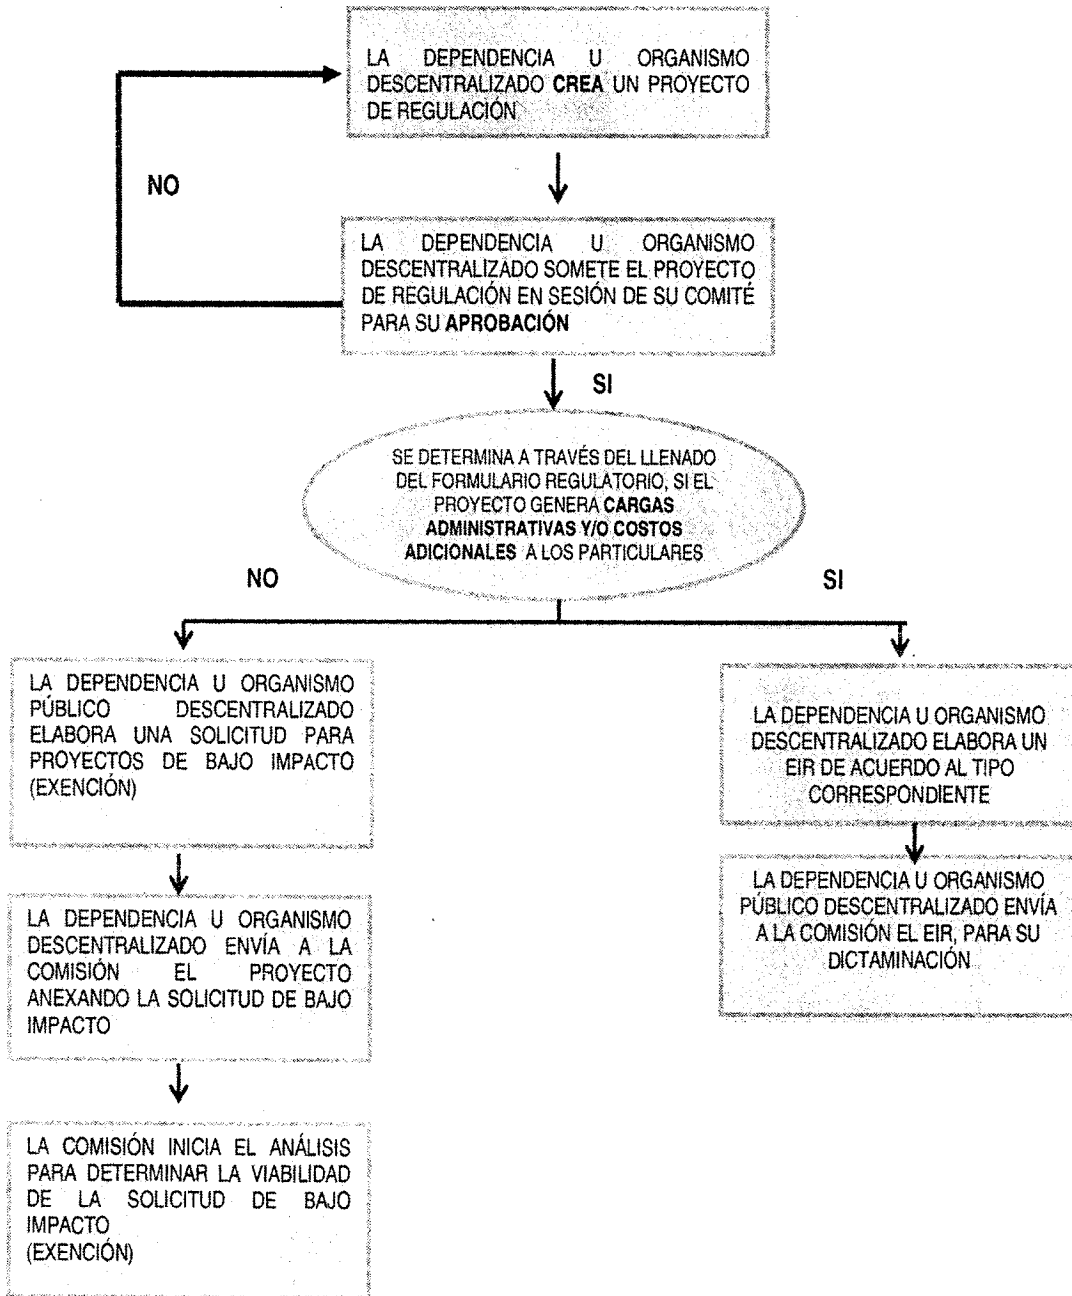 LA DEPENDENCIA U ORGANISMO
DESCENTRALIZADO CREA UN PROYECTO
DE REGULACIÓN
NO
LA DEPENDENCIA U ORGANISMO
DESCENTRALIZADO SOMETE EL PROYECTO
DE REGULACIÓN EN SESIÓN DE SU COMITÉ
PARA SU APROBACIÓN
SI
SE DETERMINA A TRAVÉS DEL LLENADO
DEL FORMULARIO REGULATORIO, SI EL
PROYECTO GENERA CARGAS
ADMINISTRATIVAS Y/O COSTOS
ADICIONALES A LOS PARTICULARES
NO
SI
LA DEPENDENCIA U ORGANISMO
PÚBLICO DESCENTRALIZADO
ELABORA UNA SOLICITUD PARA
PROYECTOS DE BAJO IMPACTO
(EXENCIÓN)
LA DEPENDENCIA U ORGANISMO
DESCENTRALIZADO ELABORA UN
EIR DE ACUERDO AL TIPO
CORRESPONDIENTE
LA DEPENDENCIA U ORGANISMO
DESCENTRALIZADO ENVÍA A LA
COMISIÓN EL PROYECTO
ANEXANDO LA SOLICITUD DE BAJO
IMPACTO
LA DEPENDENCIA U ORGANISMO
PÚBLICO DESCENTRALIZADO ENVÍA
A LA COMISIÓN EL EIR, PARA SU
DICTAMINACIÓN
LA COMISIÓN INICIA EL ANÁLISIS
PARA DETERMINAR LA VIABILIDAD
DE LA SOLICITUD DE BAJO
IMPACTO
(EXENCIÓN)